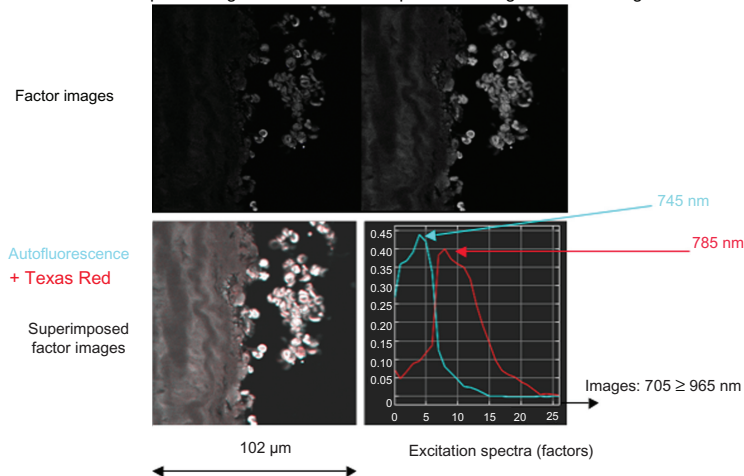 Factor images
745 nm
785 nm
Autofluorescence
+ Texas Red
Superimposed
factor images
0.45
0.40
0.35
0.30
0.25
0.20
0.15
0.10
0.05
0
0 5 10 15 20 25
Images: 705 ≥ 965 nm
102 µm
Excitation spectra (factors)